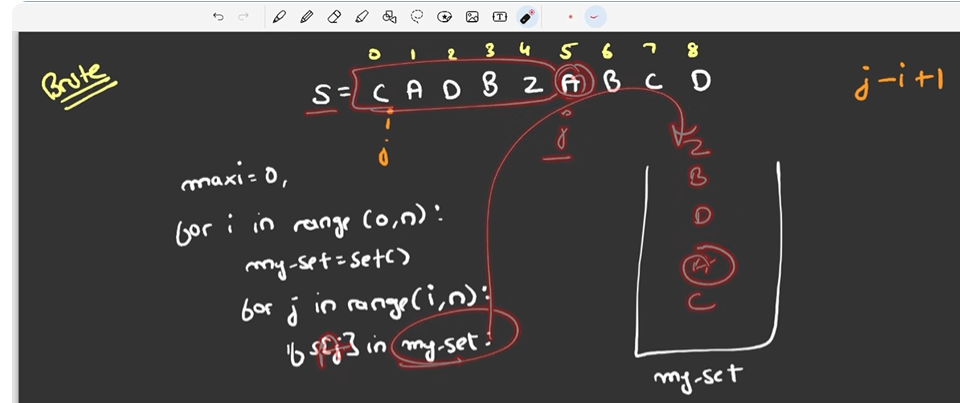 0 1 2 3 4 5 6 7 8
Brute
S = C A D B Z A B C D
j-i+1
i
j
j
maxi = 0,
for i in range (0,n):
my-set = set()
for j in range(i,n):
if s[j] in my-set:
Z
B
D
A
C
my-set